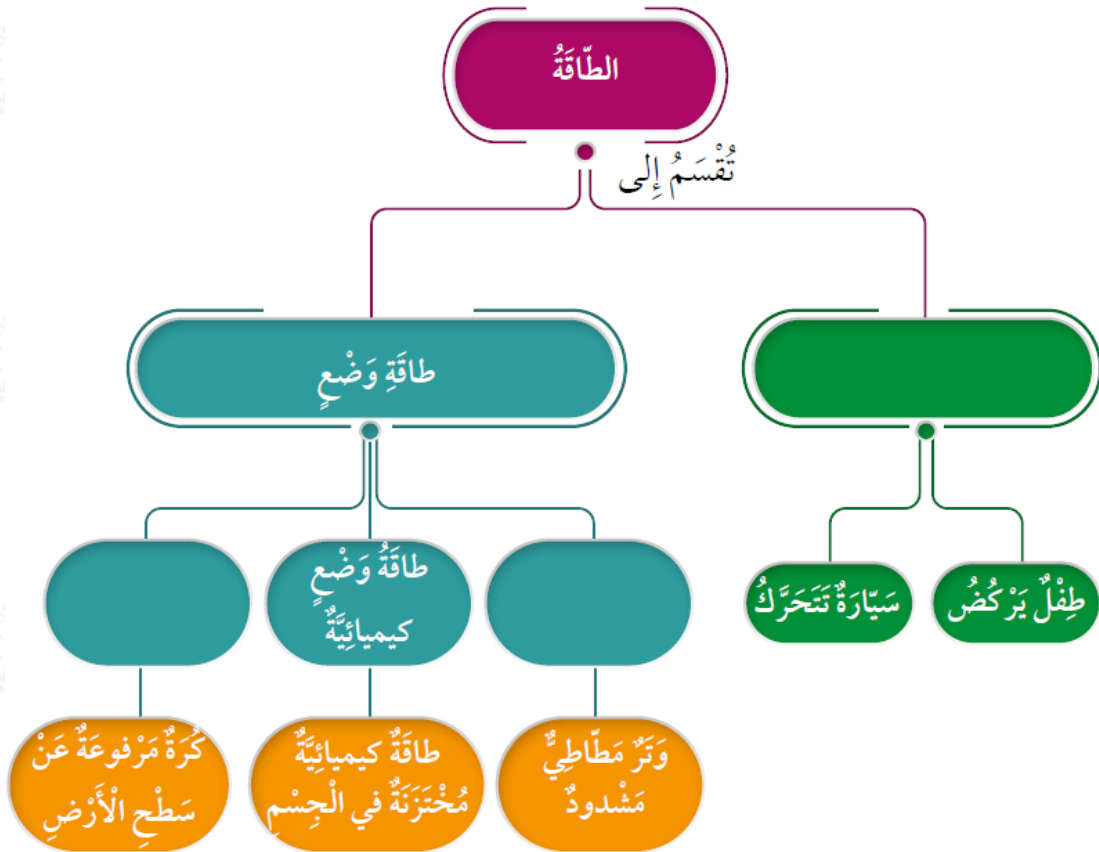 الطّاقَةُ
تُقْسَمُ إِلى
طاقَةِ وَضْعٍ
طِفْلٌ يَرْكُضُ
سَيّارَةٌ تَتَحَرَّكُ
طاقَةُ وَضْعٍ
كيميائِيَّةٌ
وَتَرٌ مَطّاطِيٌّ
مَشْدودٌ
طاقَةٌ كيميائِيَّةٌ
مُخْتَزَنَةٌ في الْجِسْمِ
كُرَةٌ مَرْفوعَةٌ عَنْ
سَطْحِ الْأَرْضِ